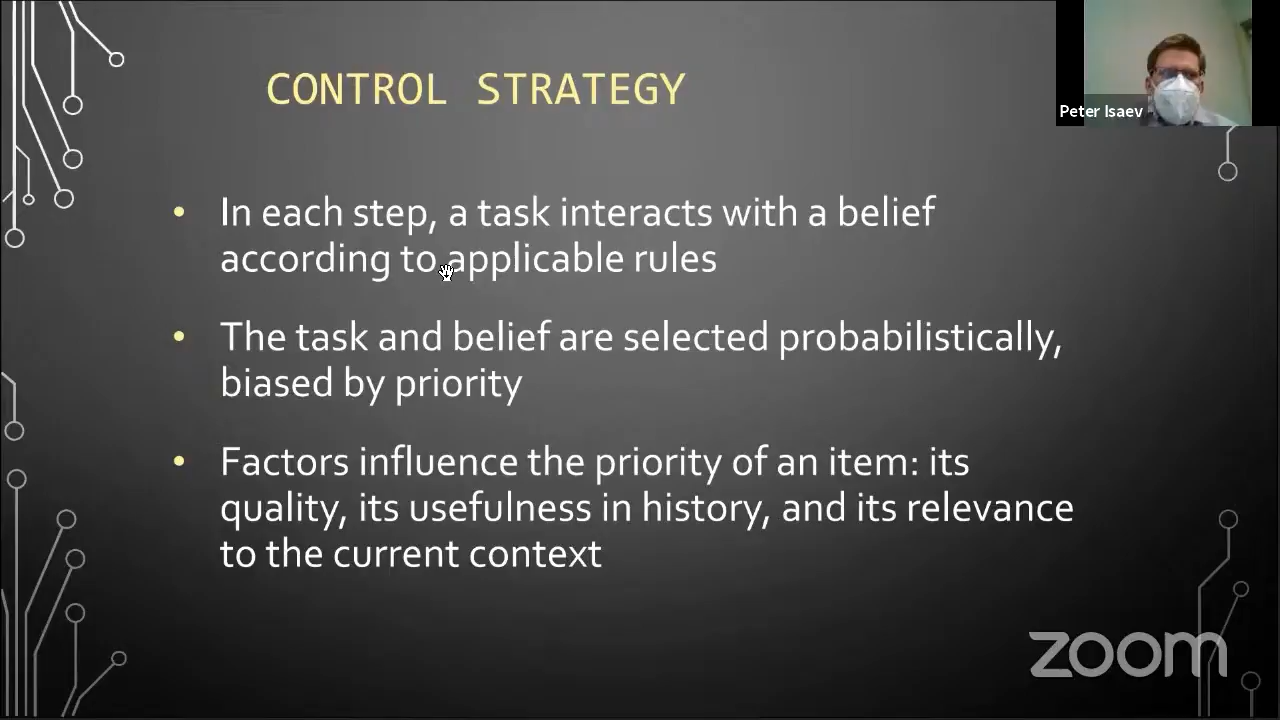 CONTROL STRATEGY
Peter Isaev
• In each step, a task interacts with a belief
according to applicable rules
• The task and belief are selected probabilistically,
biased by priority
• Factors influence the priority of an item: its
quality, its usefulness in history, and its relevance
to the current context
zoom